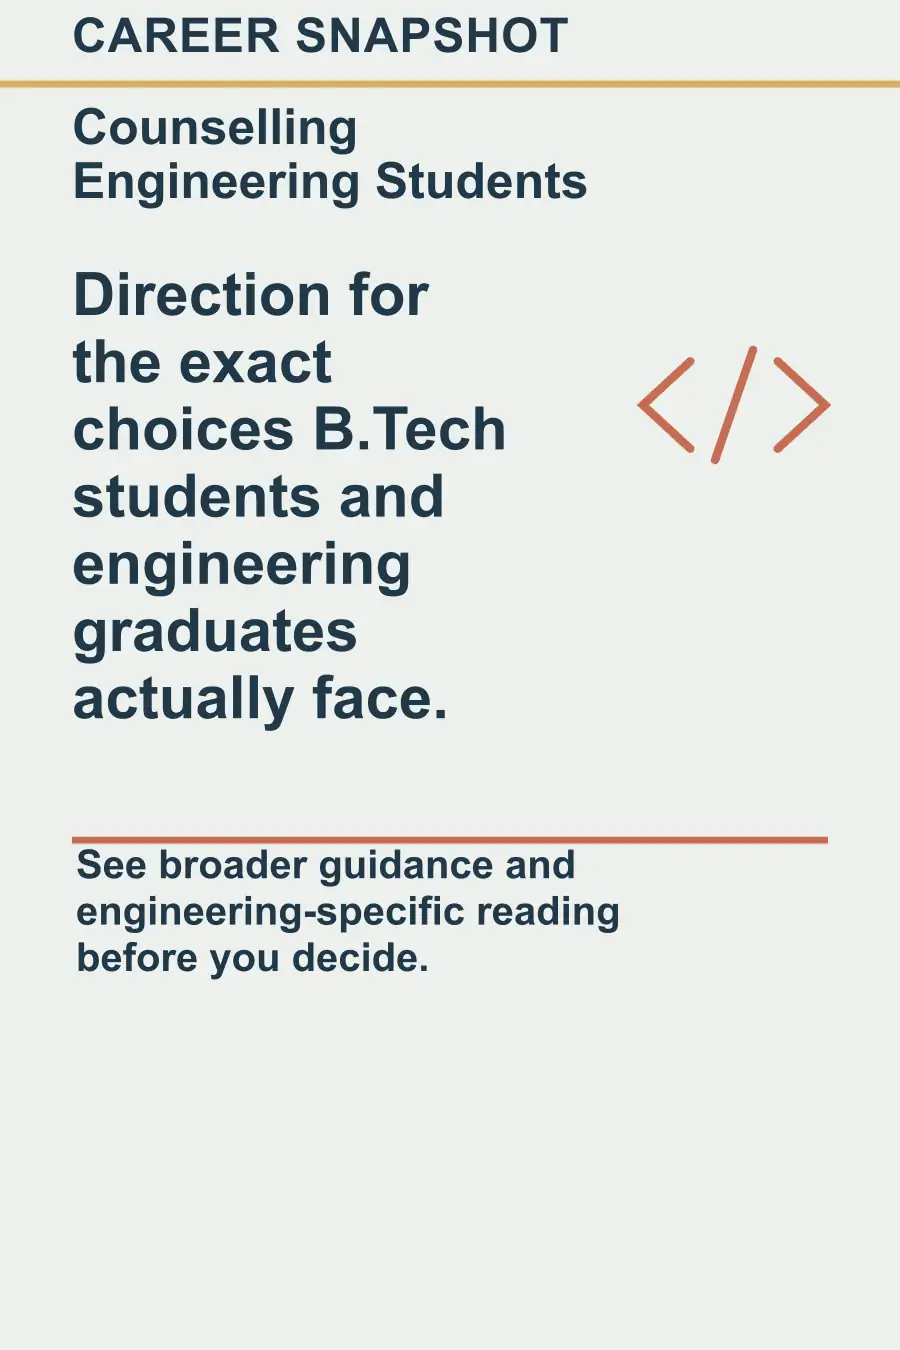 CAREER SNAPSHOT
Counselling
Engineering Students
Direction for
the exact
choices B.Tech
students and
engineering
graduates
actually face.
See broader guidance and
engineering-specific reading
before you decide.